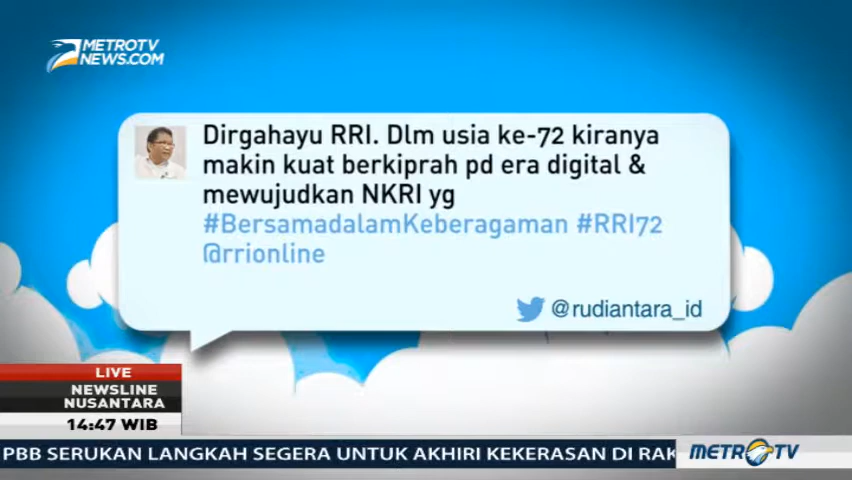 METROTV
NEWS.COM
Dirgahayu RRI. Dlm usia ke-72 kiranya
makin kuat berkiprah pd era digital &
mewujudkan NKRI yg
#BersamadalamKeberagaman #RRI72
@rrionline
@rudiantara_id
LIVE
NEWSLINE
NUSANTARA
14:47 WIB
PBB SERUKAN LANGKAH SEGERA UNTUK AKHIRI KEKERASAN DI RAK
METROTV